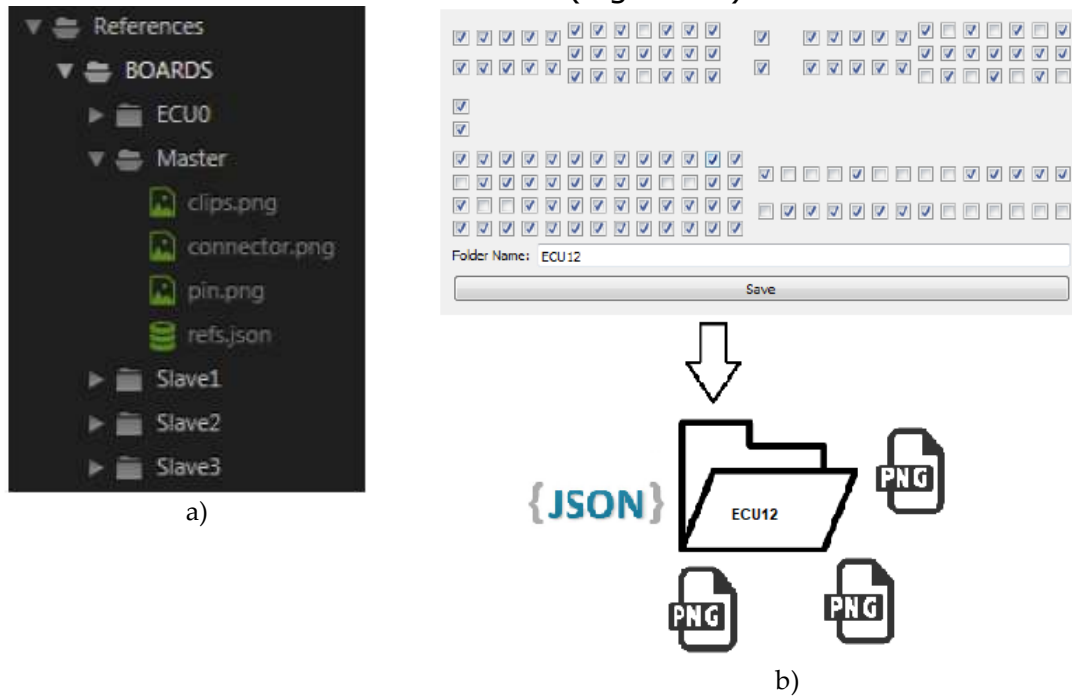 References
BOARDS
ECU0
Master
clips.png
connector.png
pin.png
refs.json
Slave1
Slave2
Slave3
a)
Folder Name: ECU12
Save
{JSON}
ECU12
PNG
PNG
PNG
b)